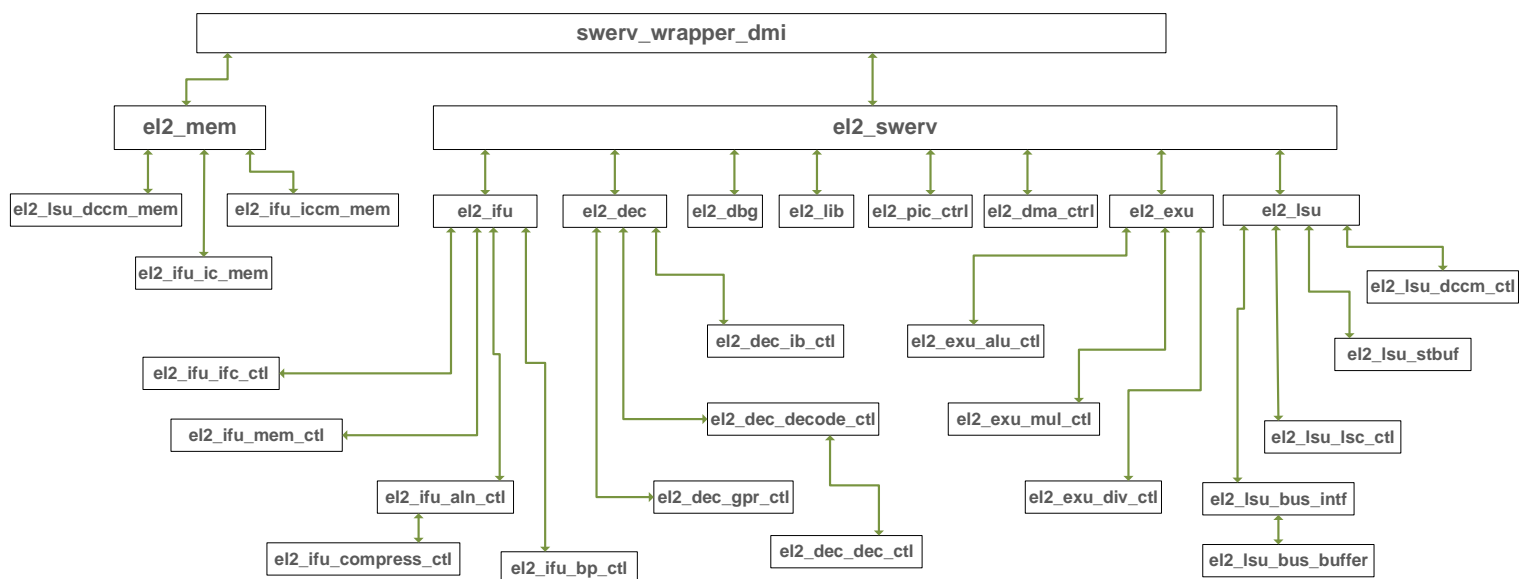 swerv_wrapper_dmi
el2_mem
el2_swerv
el2_lsu_dccm_mem
el2_ifu_iccm_mem
el2_ifu
el2_dec
el2_dbg
el2_lib
el2_pic_ctrl
el2_dma_ctrl
el2_exu
el2_lsu
el2_ifu_ic_mem
el2_lsu_dccm_ctl
el2_dec_ib_ctl
el2_exu_alu_ctl
el2_lsu_stbuf
el2_ifu_ifc_ctl
el2_dec_decode_ctl
el2_exu_mul_ctl
el2_ifu_mem_ctl
el2_lsu_lsc_ctl
el2_ifu_aln_ctl
el2_dec_gpr_ctl
el2_exu_div_ctl
el2_lsu_bus_intf
el2_ifu_compress_ctl
el2_ifu_bp_ctl
el2_dec_dec_ctl
el2_lsu_bus_buffer